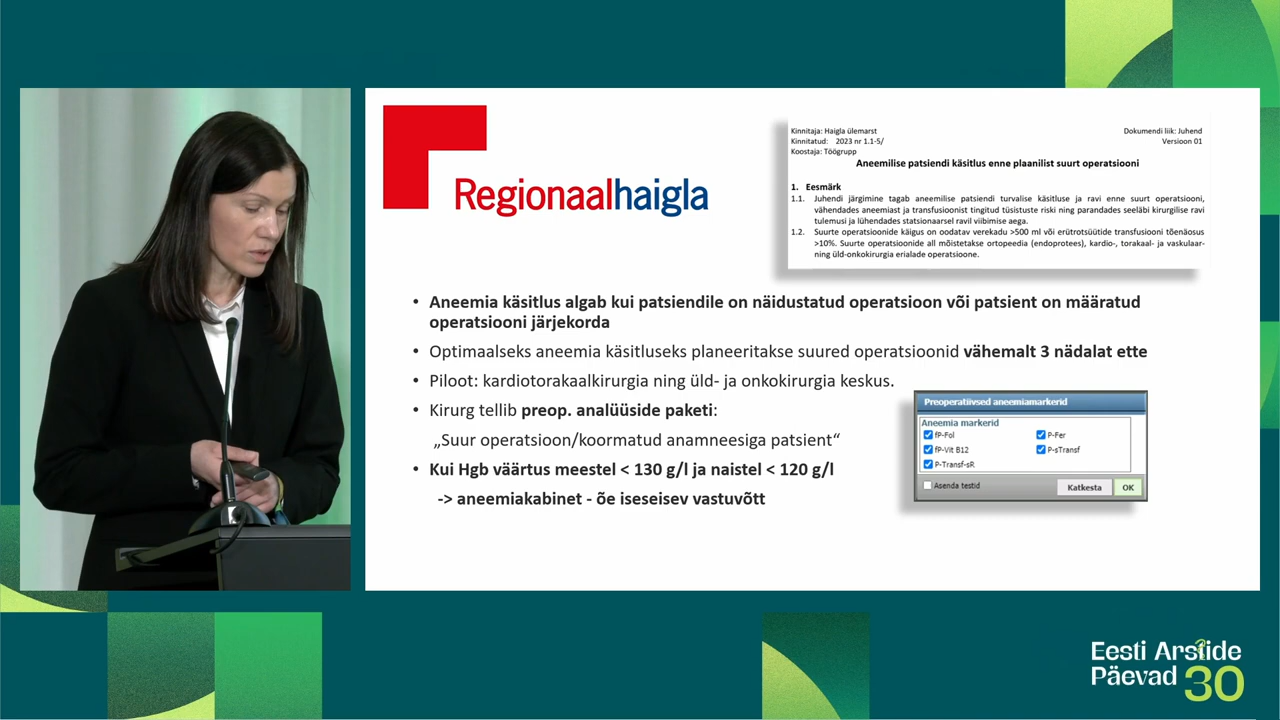 Regionaalhaigla
Kinnitaja: Haigla ülemarst
Dokumendi liik: Juhend
Kinnitatud: 2023 nr 1.1-5/
Versioon 01
Koostaja: Töögrupp
Aneemilise patsiendi käsitlus enne plaanilist suurt operatsiooni
1. Eesmärk
1.1. Juhendi järgimine tagab aneemilise patsiendi turvalise käsitluse ja ravi enne suurt operatsiooni,
vähendades aneemiast ja transfusioonist tingitud tüsistuste riski ning parandades seeläbi kirurgilise ravi
tulemusi ja lühendades statsionaarsel ravil viibimise aega.
1.2. Suurte operatsioonide käigus on oodatav verekadu >500 ml või erütrotsüütide transfusiooni tõenäosus
>10%. Suurte operatsioonide all mõistetakse ortopeedia (endoprotees), kardio-, torakaal- ja vaskulaar-
ning üld-onkokirurgia erialade operatsioone.
• Aneemia käsitlus algab kui patsiendile on näidustatud operatsioon või patsient on määratud
operatsiooni järjekorda
• Optimaalseks aneemia käsitluseks planeeritakse suured operatsioonid vähemalt 3 nädalat ette
• Piloot: kardiotorakaalkirurgia ning üld- ja onkokirurgia keskus.
• Kirurg tellib preop. analüüside paketi:
„Suur operatsioon/koormatud anamneesiga patsient“
• Kui Hgb väärtus meestel < 130 g/l ja naistel < 120 g/l
-> aneemiakabinet - õe iseseisev vastuvõtt
Preoperatiivsed aneemiamarkerid
Aneemia markerid
fP-Fol
P-Fer
fP-Vit B12
P-sTransf
P-Transf-sR
Asenda testid
Katkesta
OK
Eesti Arstide
Päevad 30